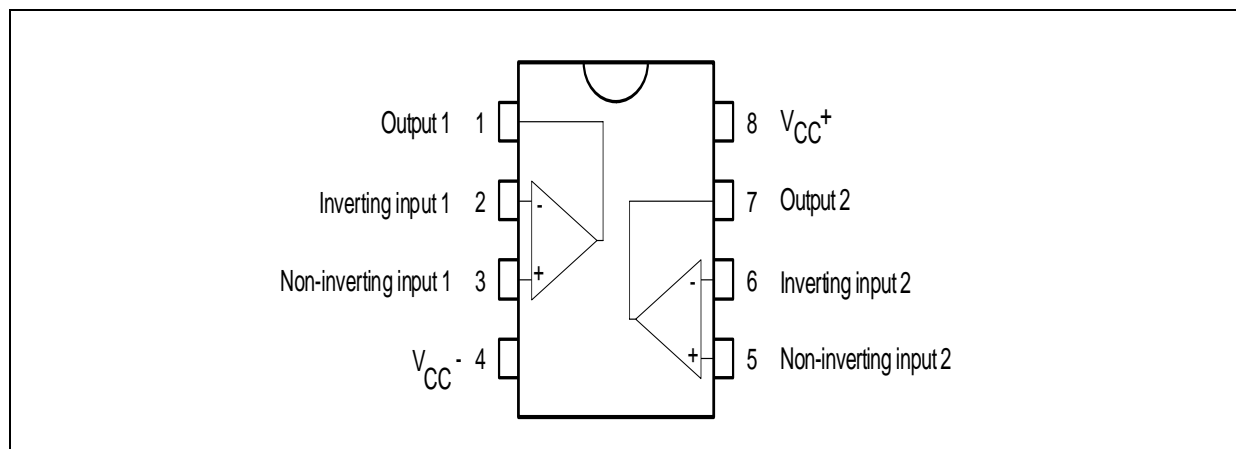 Output 1 1
Inverting input 1 2
-
Non-inverting input 1 3
+
VCC- 4
8 VCC+
7 Output 2
6 Inverting input 2
-
5 Non-inverting input 2
+